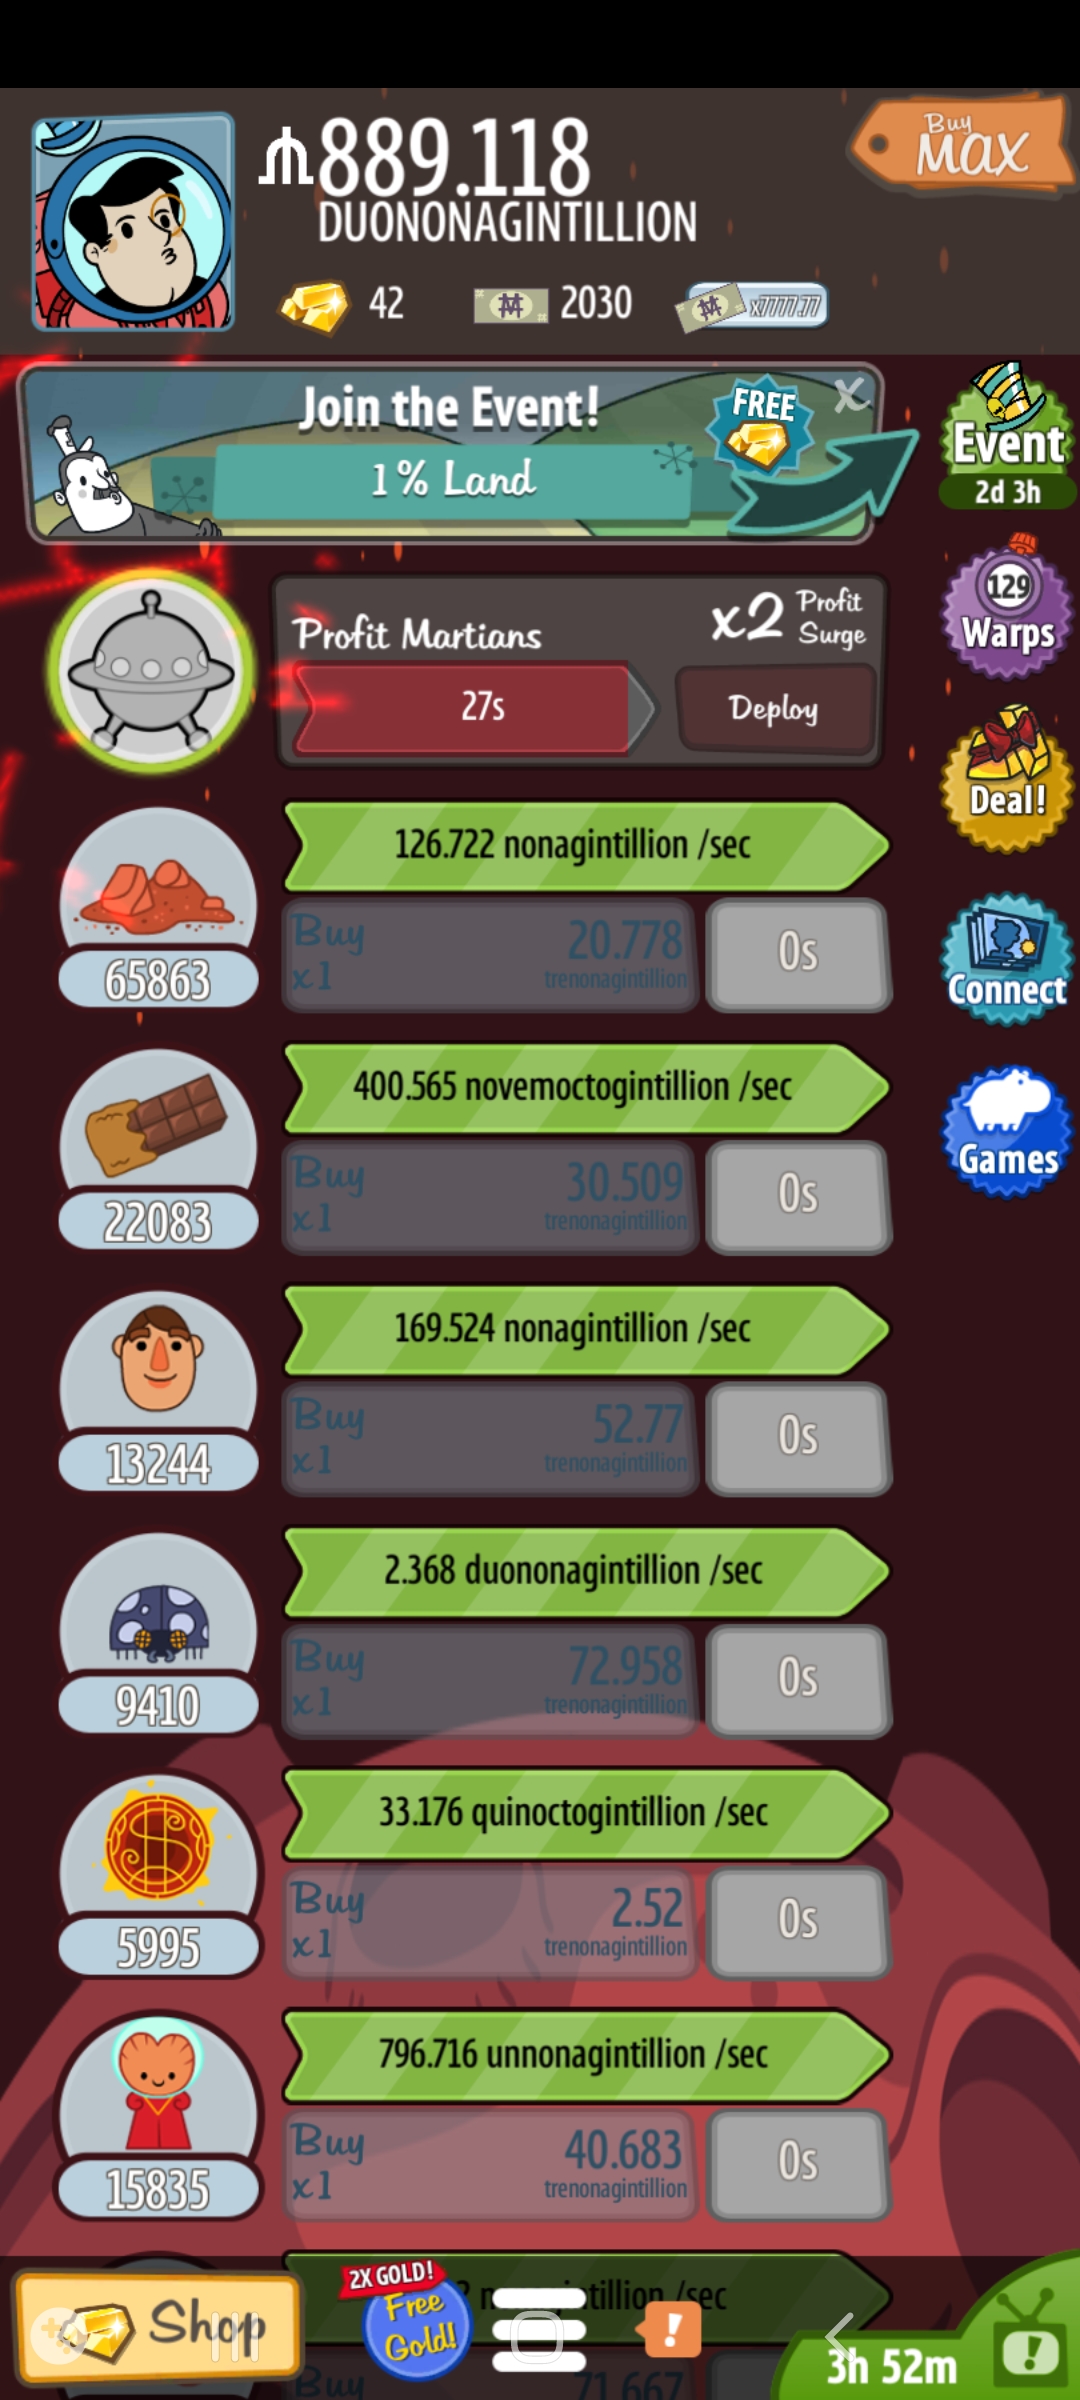 889.118
DUONONAGINTILLION
Buy
MAX
42
2030
x7777.77
Join the Event!
1% Land
FREE
X
Event
2d 3h
Profit Martians
x2 Profit Surge
27s
Deploy
129
Warps
Deal!
Connect
Games
126.722 nonagintillion /sec
65863
Buy x1
20.778
trenonagintillion
0s
400.565 novemoctogintillion /sec
22083
Buy x1
30.509
trenonagintillion
0s
169.524 nonagintillion /sec
13244
Buy x1
52.77
trenonagintillion
0s
2.368 duononagintillion /sec
9410
Buy x1
72.958
trenonagintillion
0s
33.176 quinoctogintillion /sec
5995
Buy x1
2.52
trenonagintillion
0s
796.716 unnonagintillion /sec
15835
Buy x1
40.683
trenonagintillion
0s
/sec
Shop
2X GOLD!
Free
Gold!
!
3h 52m
!
Buy
71.667